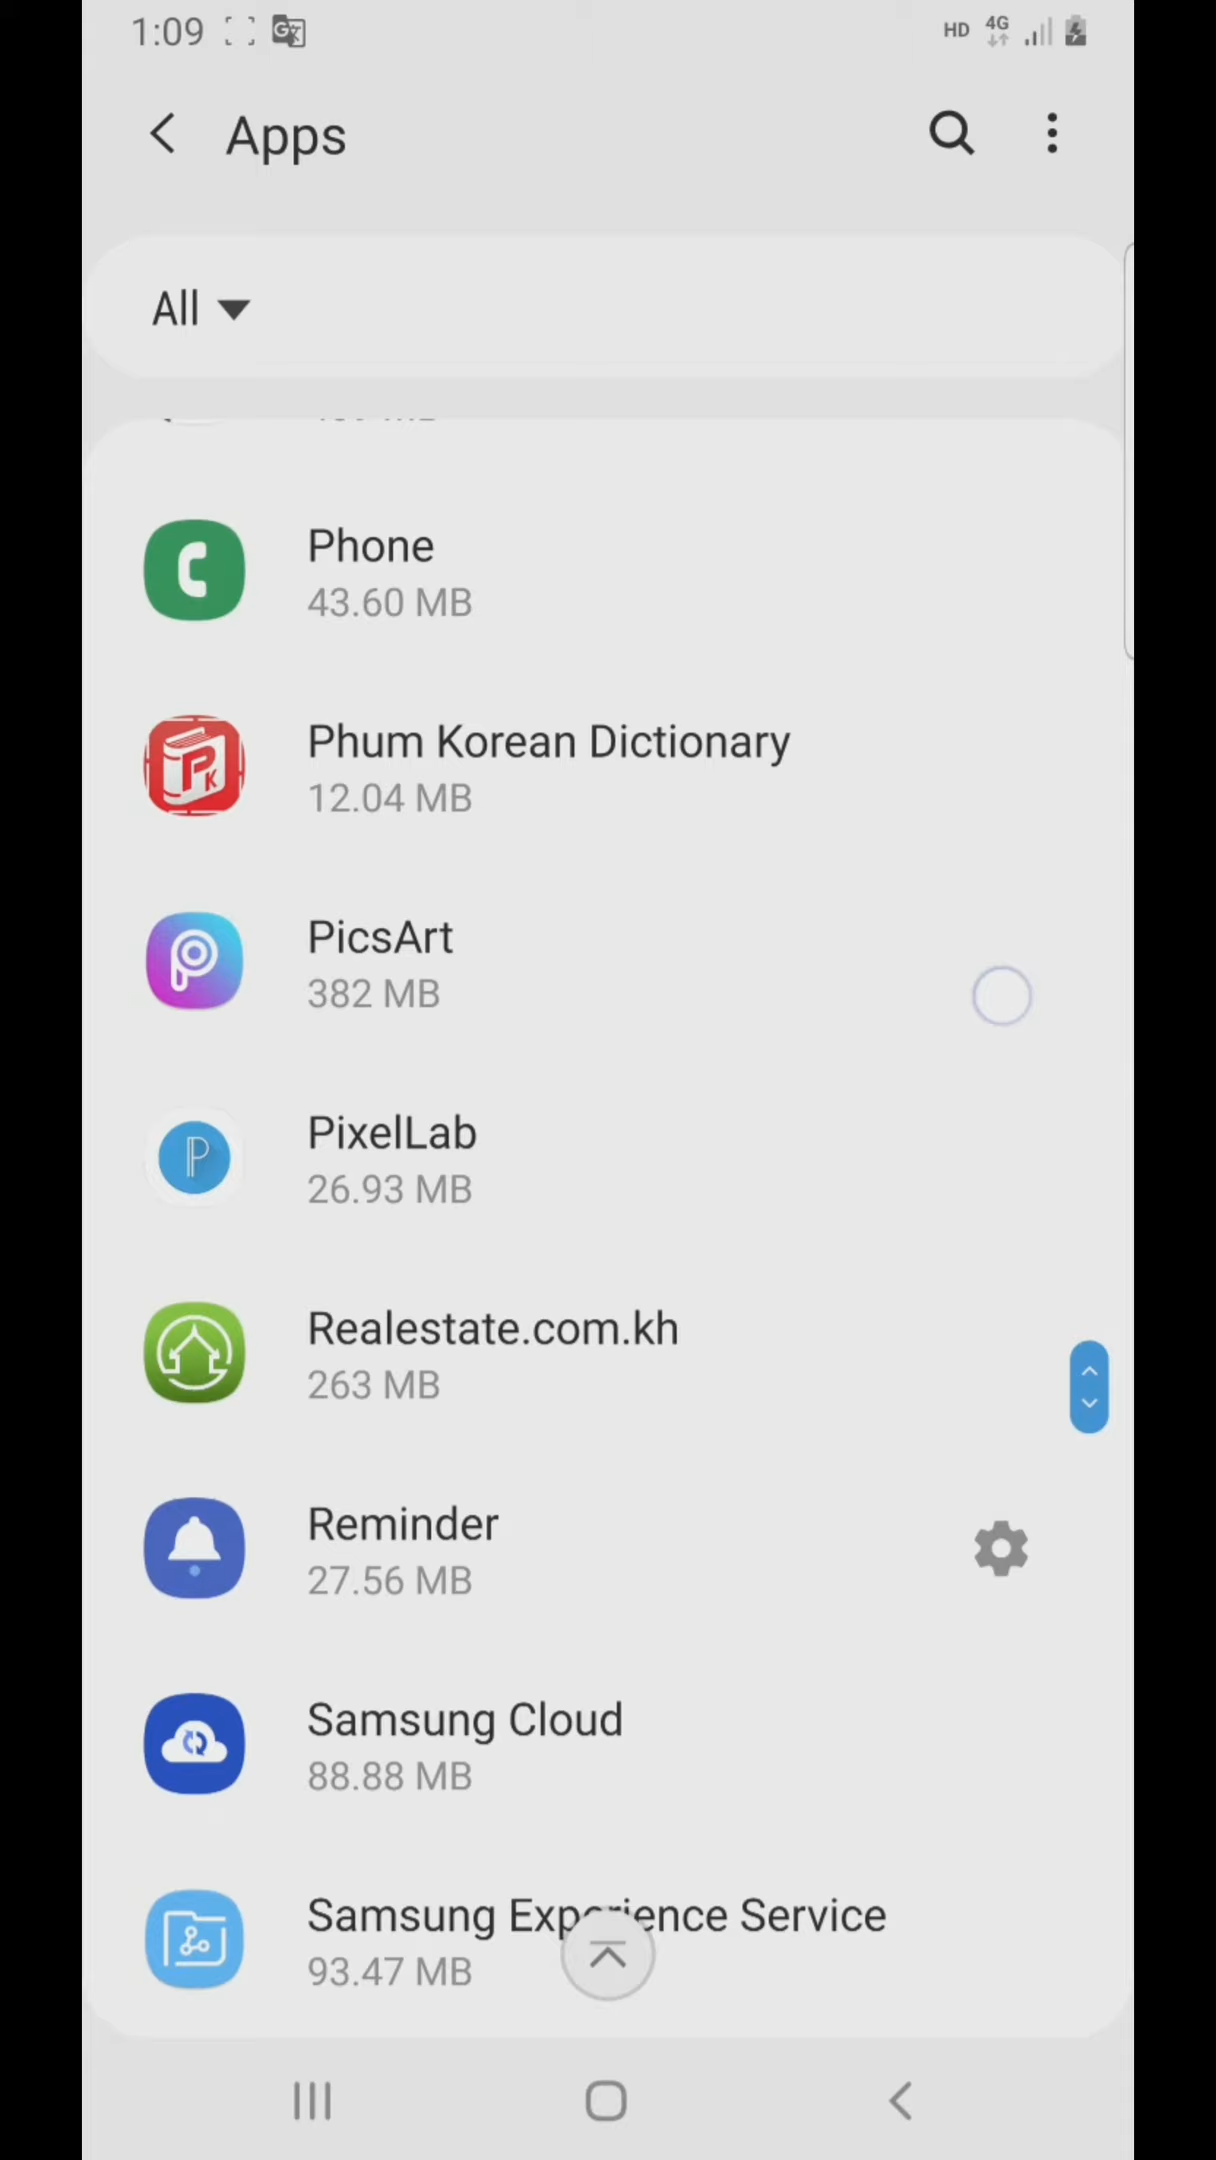 1:09
HD 4G
Apps
All
Phone
43.60 MB
Phum Korean Dictionary
12.04 MB
PicsArt
382 MB
PixelLab
26.93 MB
Realestate.com.kh
263 MB
Reminder
27.56 MB
Samsung Cloud
88.88 MB
Samsung Experience Service
93.47 MB